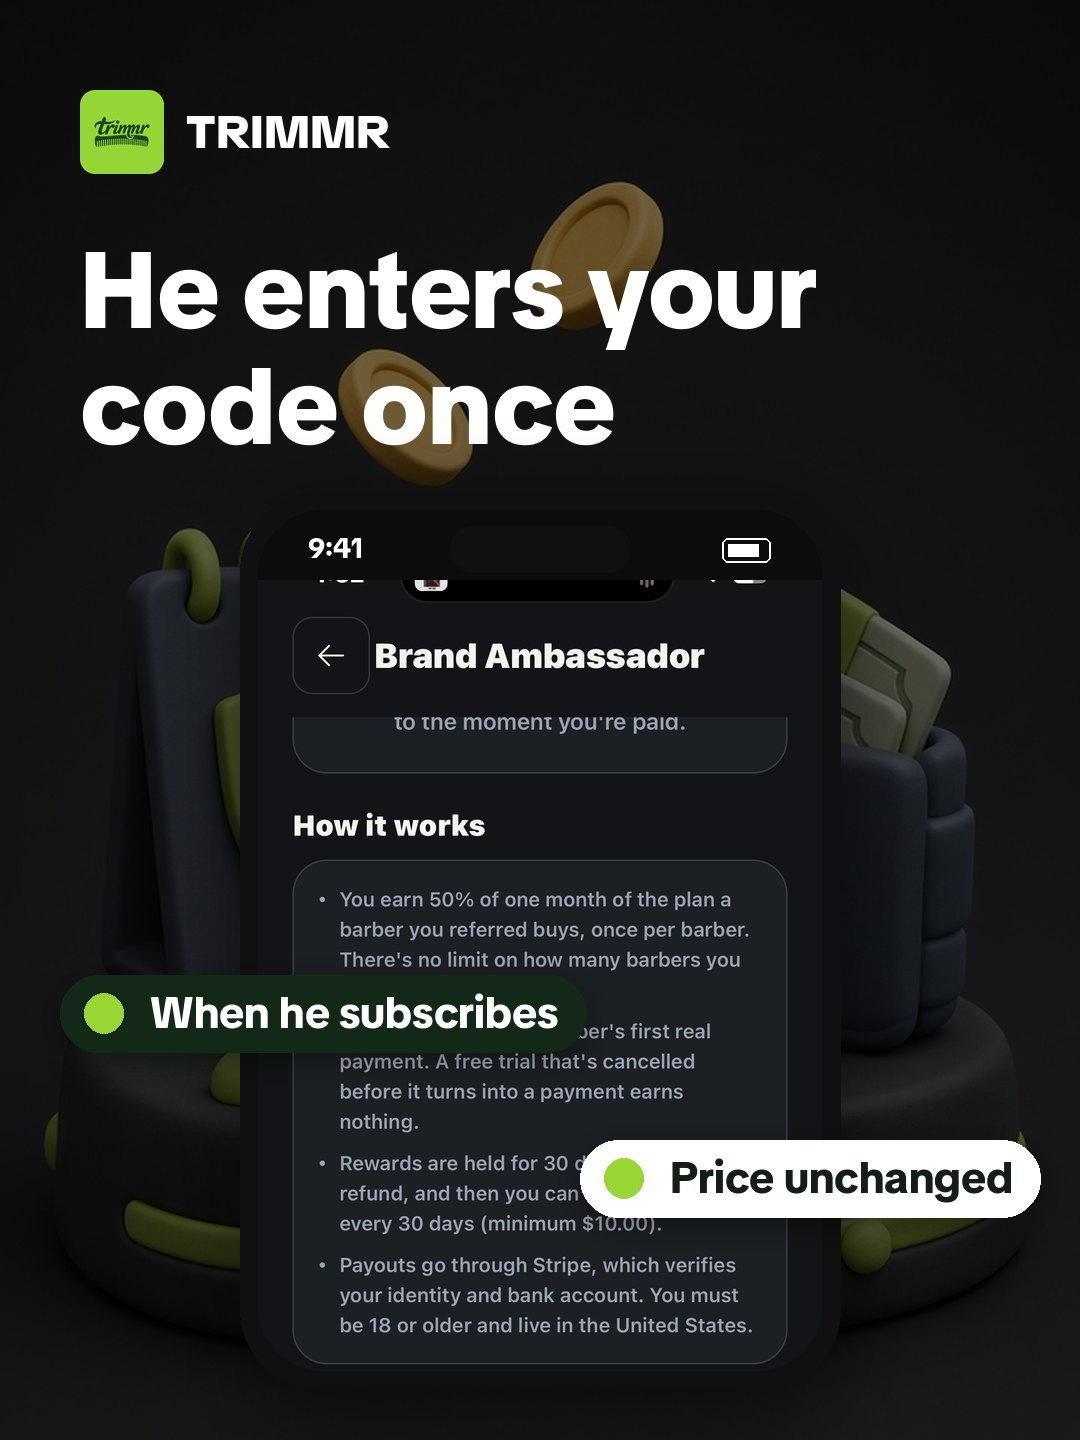 trimmr
TRIMMR
He enters your
code once
9:41
Brand Ambassador
to the moment you're paid.
How it works
• You earn 50% of one month of the plan a
barber you referred buys, once per barber.
There's no limit on how many barbers you
When he subscribes
first real
payment. A free trial that's cancelled
before it turns into a payment earns
nothing.
• Rewards are held for 30
Price unchanged
refund, and then you can
every 30 days (minimum $10.00).
• Payouts go through Stripe, which verifies
your identity and bank account. You must
be 18 or older and live in the United States.